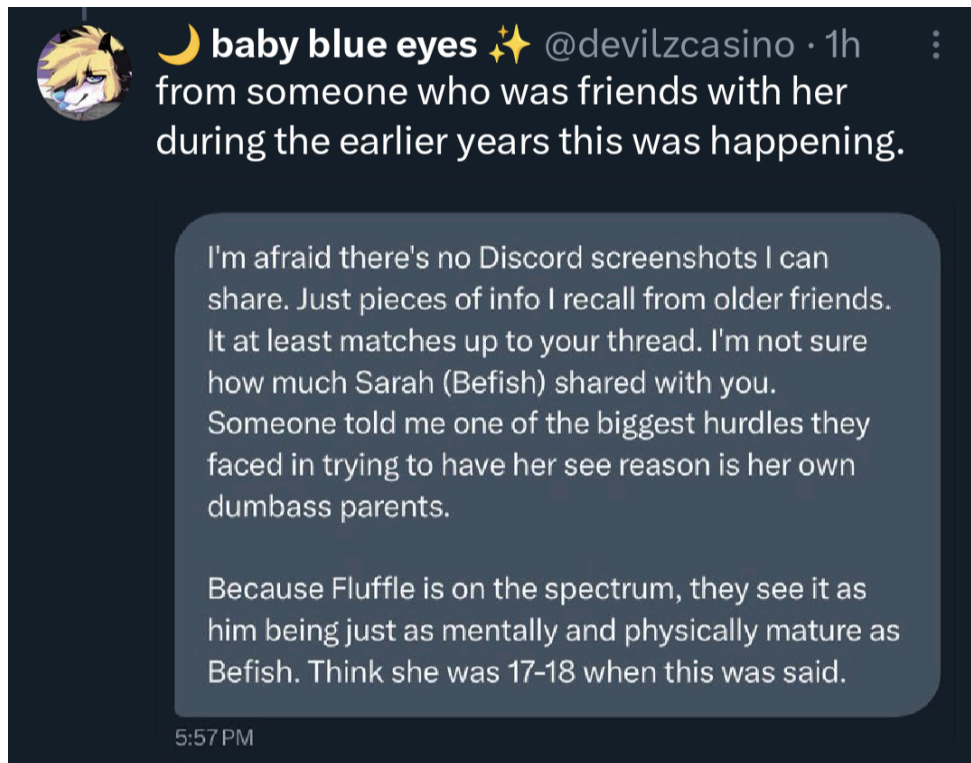 🌙 baby blue eyes ✨ @devilzcasino · 1h
from someone who was friends with her
during the earlier years this was happening.
I'm afraid there's no Discord screenshots I can
share. Just pieces of info I recall from older friends.
It at least matches up to your thread. I'm not sure
how much Sarah (Befish) shared with you.
Someone told me one of the biggest hurdles they
faced in trying to have her see reason is her own
dumbass parents.
Because Fluffle is on the spectrum, they see it as
him being just as mentally and physically mature as
Befish. Think she was 17-18 when this was said.
5:57 PM